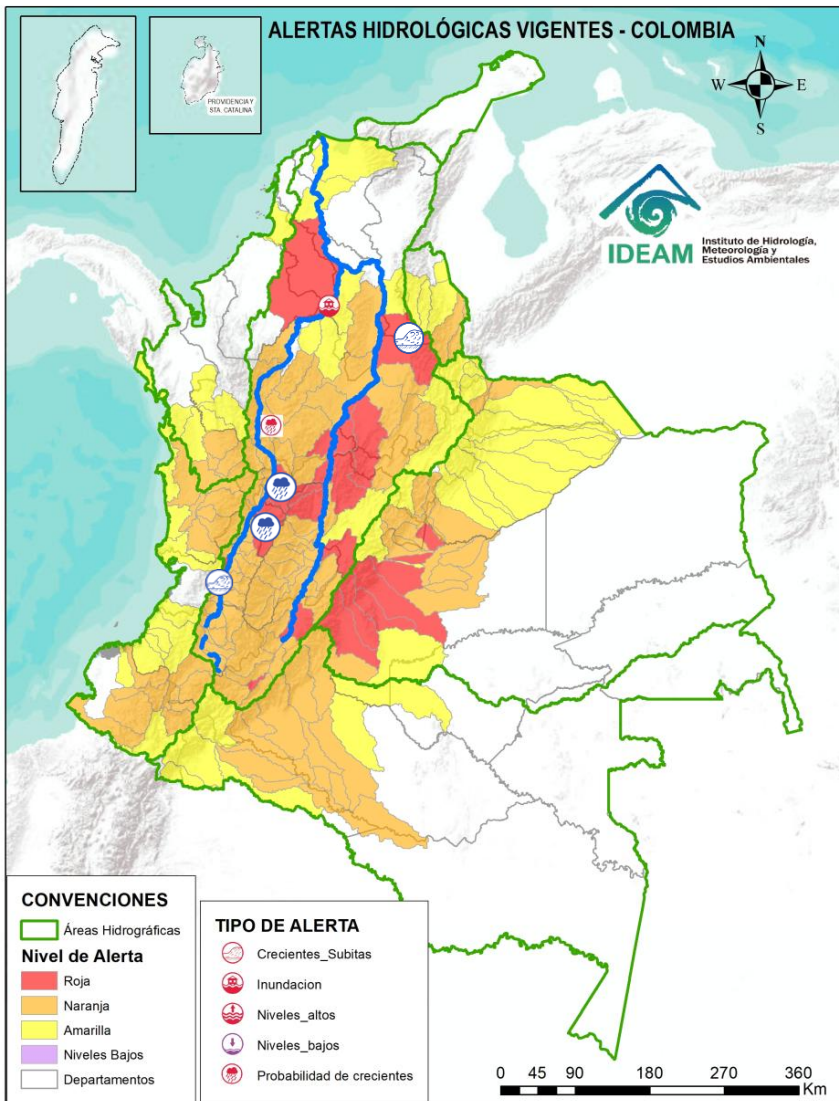 ALERTAS HIDROLÓGICAS VIGENTES - COLOMBIA
PROVIDENCIA Y
STA. CATALINA
N
W
E
S
IDEAM
Instituto de Hidrología,
Meteorología y
Estudios Ambientales
CONVENCIONES
Áreas Hidrográficas
Nivel de Alerta
Roja
Naranja
Amarilla
Niveles Bajos
Departamentos
TIPO DE ALERTA
Crecientes_Subitas
Inundacion
Niveles_altos
Niveles_bajos
Probabilidad de crecientes
0 45 90 180 270 360
Km